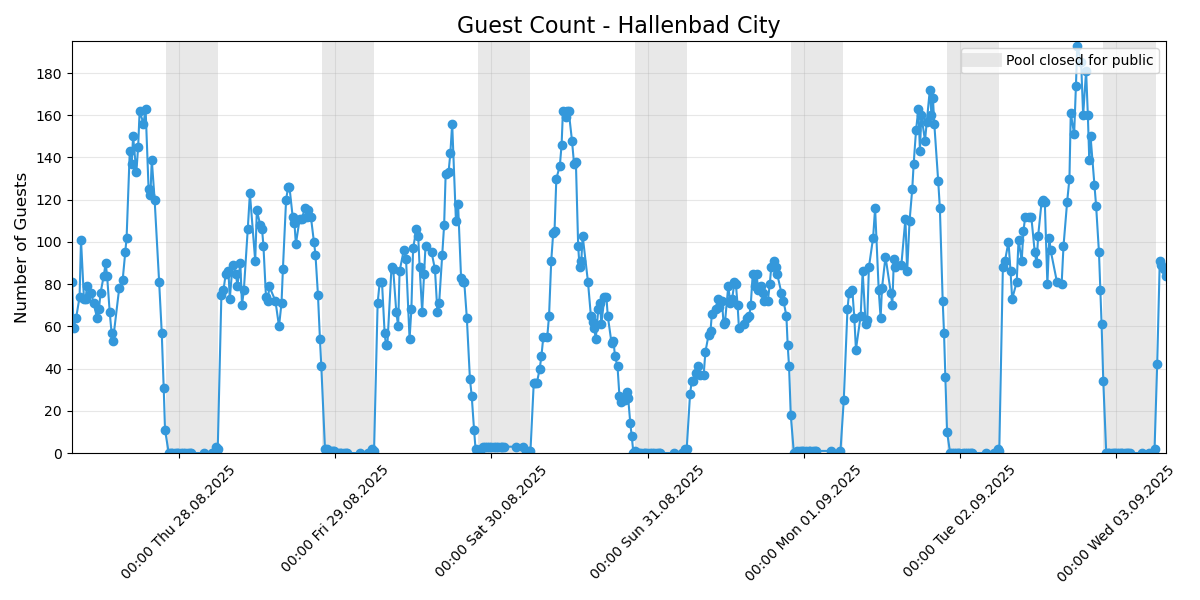 Guest Count - Hallenbad City
Number of Guests
180
160
140
120
100
80
60
40
20
0
Pool closed for public
00:00 Thu 28.08.2025
00:00 Fri 29.08.2025
00:00 Sat 30.08.2025
00:00 Sun 31.08.2025
00:00 Mon 01.09.2025
00:00 Tue 02.09.2025
00:00 Wed 03.09.2025